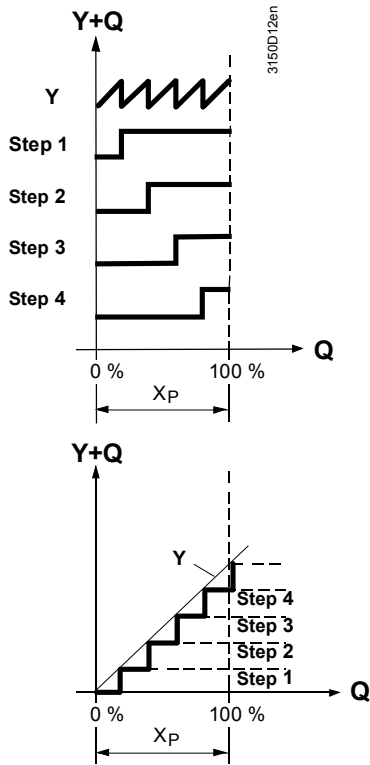 Y+Q
3150D12en
Y
Step 1
Step 2
Step 3
Step 4
Q
0 % 100 %
XP
Y+Q
Y
Step 4
Step 3
Step 2
Step 1
Q
0 % 100 %
XP